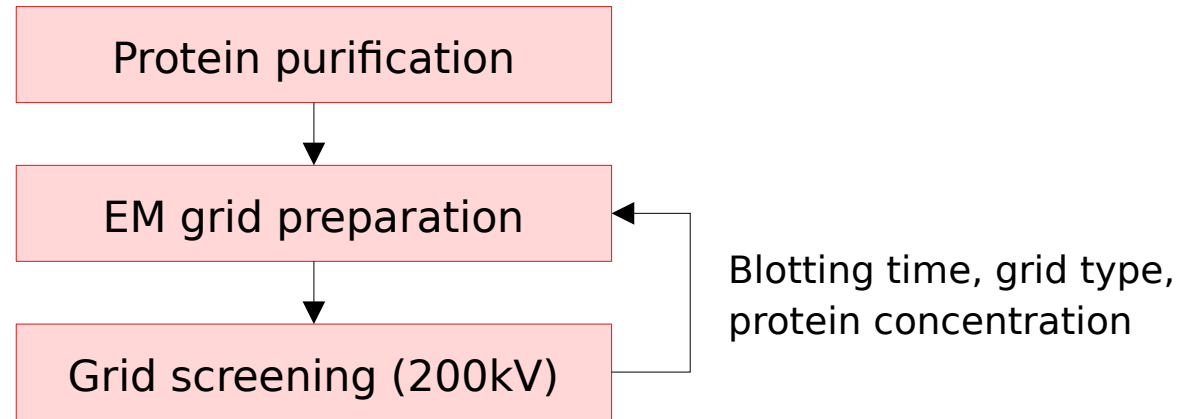 Protein purification
EM grid preparation
Blotting time, grid type,
protein concentration
Grid screening (200kV)